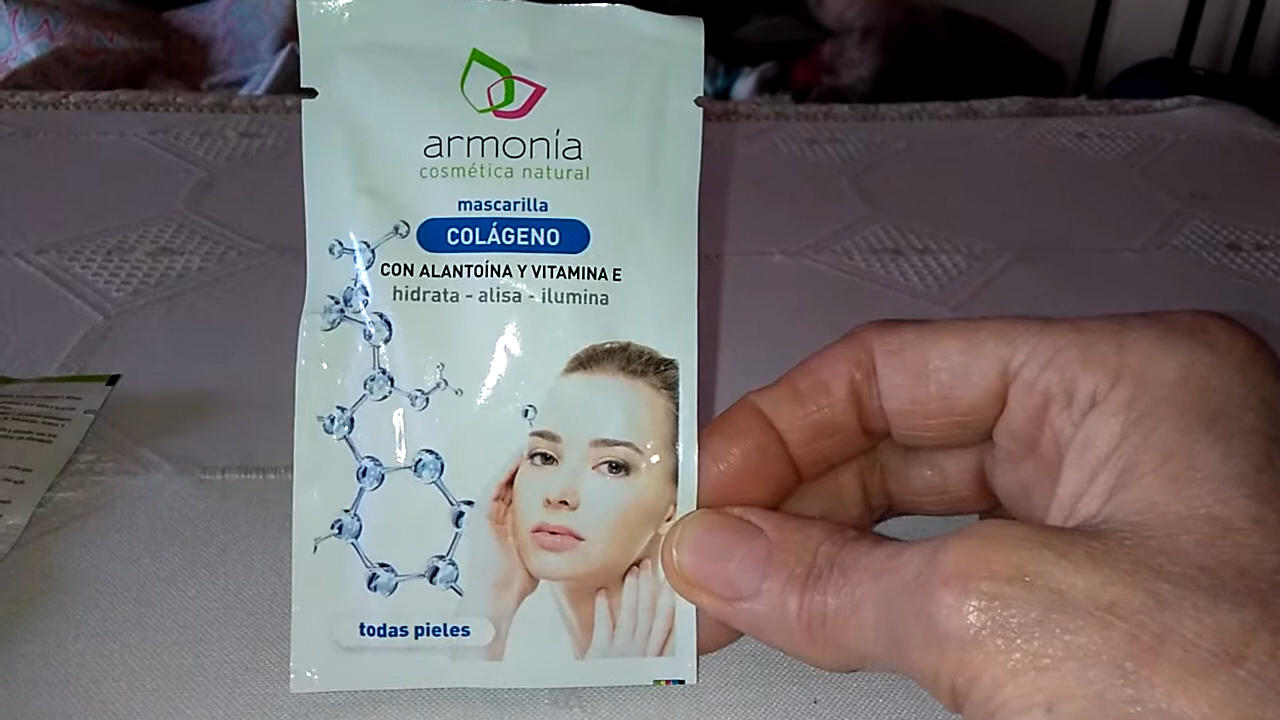 armonía
cosmética natural
mascarilla
COLÁGENO
CON ALANTOÍNA Y VITAMINA E
hidrata - alisa - ilumina
todas pieles